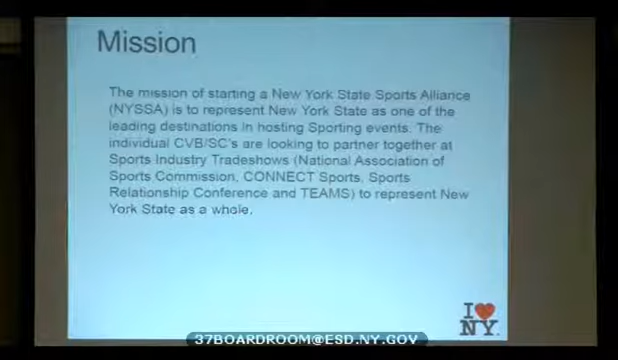 Mission
The mission of starting a New York State Sports Alliance
(NYSSA) is to represent New York State as one of the
leading destinations in hosting Sporting events. The
individual CVB/SC's are looking to partner together at
Sports Industry Tradeshows (National Association of
Sports Commission, CONNECT Sports, Sports
Relationship Conference and TEAMS) to represent New
York State as a whole.
I ❤
NY.
37BOARDROOM@ESD.NY.GOV